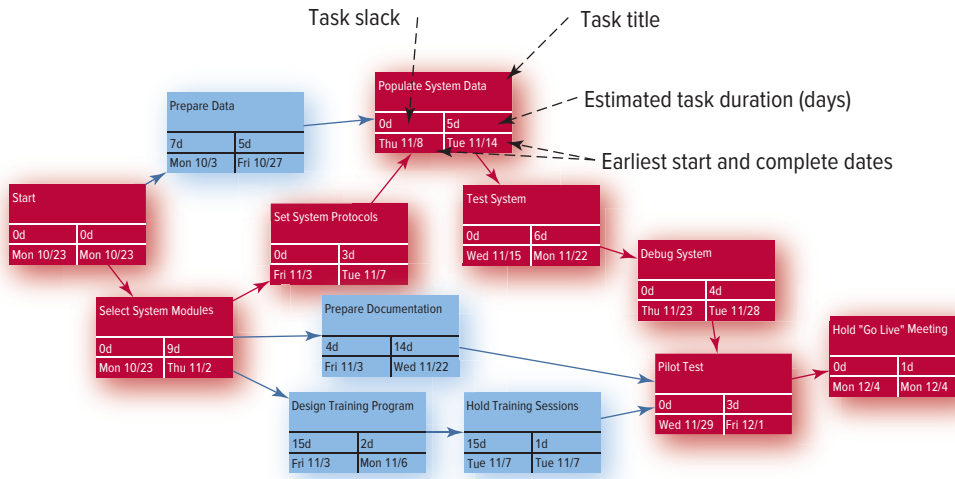 Task slack
Task title
Populate System Data
0d 5d
Thu 11/8 Tue 11/14
Estimated task duration (days)
Earliest start and complete dates
Prepare Data
7d 5d
Mon 10/3 Fri 10/27
Start
0d 0d
Mon 10/23 Mon 10/23
Set System Protocols
0d 3d
Fri 11/3 Tue 11/7
Test System
0d 6d
Wed 11/15 Mon 11/22
Debug System
0d 4d
Thu 11/23 Tue 11/28
Select System Modules
0d 9d
Mon 10/23 Thu 11/2
Prepare Documentation
4d 14d
Fri 11/3 Wed 11/22
Hold "Go Live" Meeting
0d 1d
Mon 12/4 Mon 12/4
Pilot Test
0d 3d
Wed 11/29 Fri 12/1
Design Training Program
15d 2d
Fri 11/3 Mon 11/6
Hold Training Sessions
15d 1d
Tue 11/7 Tue 11/7